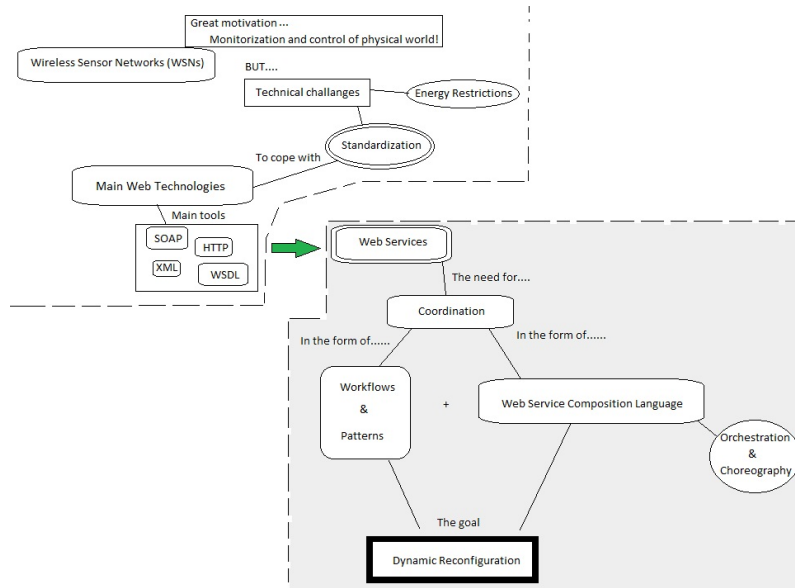 Great motivation ...
Monitorization and control of physical world!
Wireless Sensor Networks (WSNs)
BUT....
Technical challanges
Energy Restrictions
Standardization
To cope with
Main Web Technologies
Main tools
SOAP
HTTP
XML
WSDL
Web Services
The need for....
Coordination
In the form of......
In the form of......
Workflows
&
Patterns
+
Web Service Composition Language
Orchestration
&
Choreography
The goal
Dynamic Reconfiguration